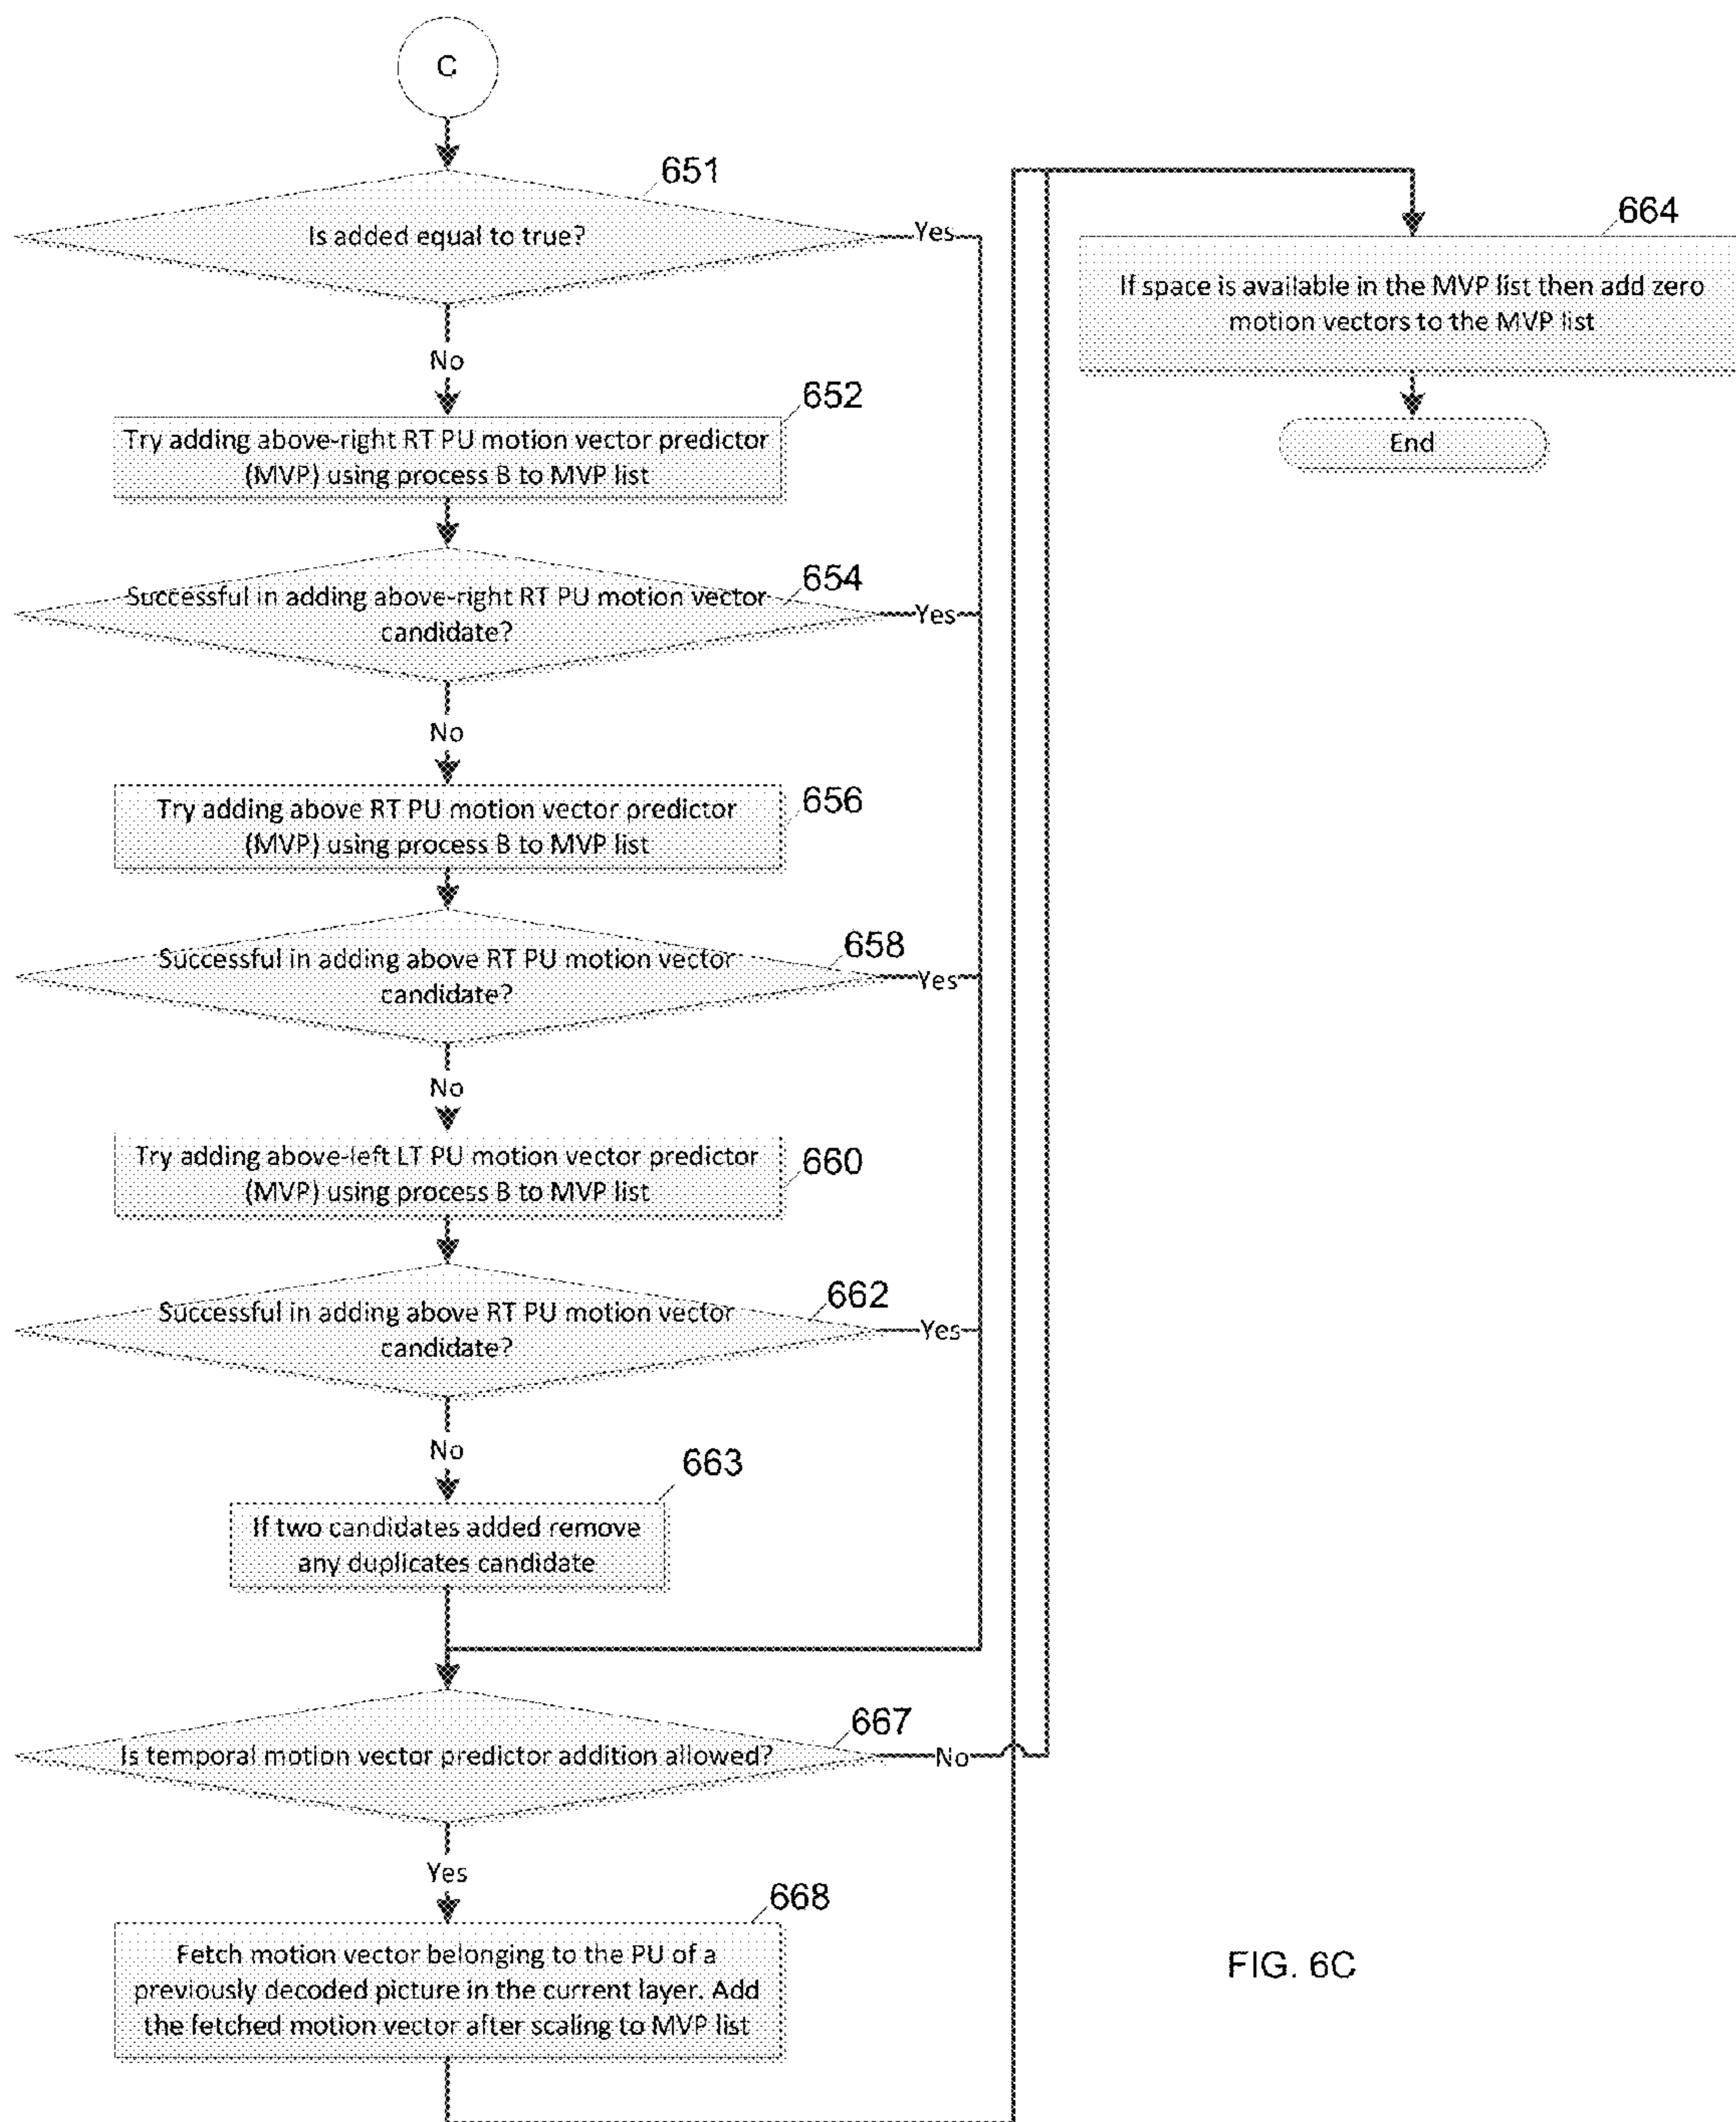 C
651
Is added equal to true?
Yes
No
652
Try adding above-right RT PU motion vector predictor
(MVP) using process B to MVP list
654
Successful in adding above-right RT PU motion vector
candidate?
Yes
No
656
Try adding above RT PU motion vector predictor
(MVP) using process B to MVP list
658
Successful in adding above RT PU motion vector
candidate?
Yes
No
660
Try adding above-left LT PU motion vector predictor
(MVP) using process B to MVP list
662
Successful in adding above RT PU motion vector
candidate?
Yes
No
663
If two candidates added remove
any duplicates candidate
667
Is temporal motion vector predictor addition allowed?
No
Yes
668
Fetch motion vector belonging to the PU of a
previously decoded picture in the current layer. Add
the fetched motion vector after scaling to MVP list
664
If space is available in the MVP list then add zero
motion vectors to the MVP list
End
FIG. 6C